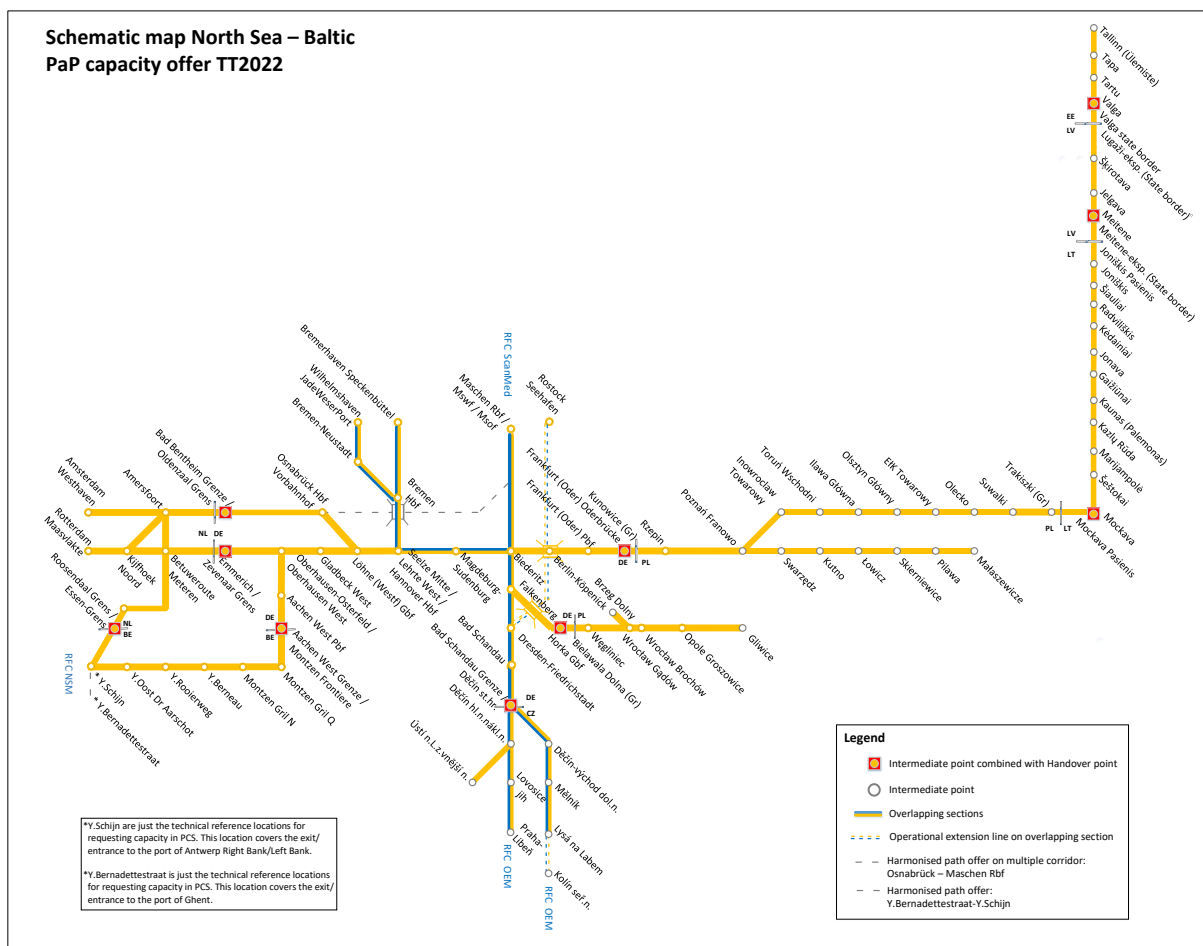 Schematic map North Sea – Baltic
PaP capacity offer TT2022
Tallinn (Ülemiste)
Tapa
Tartu
Valga
EE
LV
Valga state border
Lugaži-eksp. (State border)
Šķirotava
Jelgava
Meitene
LV
LT
Meitene-eksp. (State border)
Joniškis Pasienis
Joniškis
Šiauliai
Radviliškis
Kėdainiai
Jonava
Gaižiūnai
Kaunas (Palemonas)
Kazlų Rūda
Marijampolė
Šeštokai
Mockava
Mockava Pasienis
PL
LT
Trakiszki (Gr)
Suwałki
Olecko
Ełk Towarowy
Olsztyn Główny
Iława Główna
Toruń Wschodni
Inowrocław
Towarowy
Poznań Franowo
Swarzędz
Kutno
Łowicz
Skierniewice
Pilawa
Małaszewicze
Rzepin
Kunowice (Gr)
DE
PL
Frankfurt (Oder) Oderbrücke
Frankfurt (Oder) Pbf
Berlin-Köpenick
Rostock
Seehafen
RFC ScanMed
Maschen Rbf /
Mswf / Msof
Bremerhaven Speckenbüttel
Wilhelmshaven
JadeWeserPort
Bremen-Neustadt
Bremen
Hbf
Osnabrück Hbf
Vorbahnhof
Bad Bentheim Grenze /
Oldenzaal Grens
NL
DE
Amersfoort
Amsterdam
Westhaven
Rotterdam
Maasvlakte
Kijfhoek
Noord
Betuweroute
Meteren
Emmerich /
Zevenaar Grens
Oberhausen-Osterfeld /
Oberhausen West
Gladbeck West
Löhne (Westf) Gbf
Seelze Mitte /
Lehrte West /
Hannover Hbf
Magdeburg-
Sudenburg
Biederitz
Roosendaal Grens /
Essen-Grens
NL
BE
RFC NSM
* Y.Schijn
* Y.Bernadettestraat
Y.Oost Dr Aarschot
Y.Rooierweg
Y.Berneau
Montzen Gril N
Montzen Gril Q
Aachen West Grenze /
Montzen Frontiere
DE
BE
Aachen West Pbf
Falkenberg
DE
PL
Horka Gbf
Bielawala Dolna (Gr)
Węgliniec
Brzeg Dolny
Wrocław Gądów
Wrocław Brochów
Opole Groszowice
Gliwice
Dresden-Friedrichstadt
Bad Schandau
Bad Schandau Grenze /
Děčín st.hr.
DE
CZ
Děčín hl.n.nákl.n.
Ústí n.L.z.vnější n.
Lovosice
jih
Praha-
Libeň
RFC OEM
Děčín-východ dol.n.
Mělník
Lysá na Labem
Kolín seř.n.
RFC OEM
*Y.Schijn are just the technical reference locations for
requesting capacity in PCS. This location covers the exit/
entrance to the port of Antwerp Right Bank/Left Bank.
*Y.Bernadettestraat is just the technical reference locations
for requesting capacity in PCS. This location covers the exit/
entrance to the port of Ghent.
Legend
Intermediate point combined with Handover point
Intermediate point
Overlapping sections
Operational extension line on overlapping section
Harmonised path offer on multiple corridor:
Osnabrück – Maschen Rbf
Harmonised path offer:
Y.Bernadettestraat-Y.Schijn